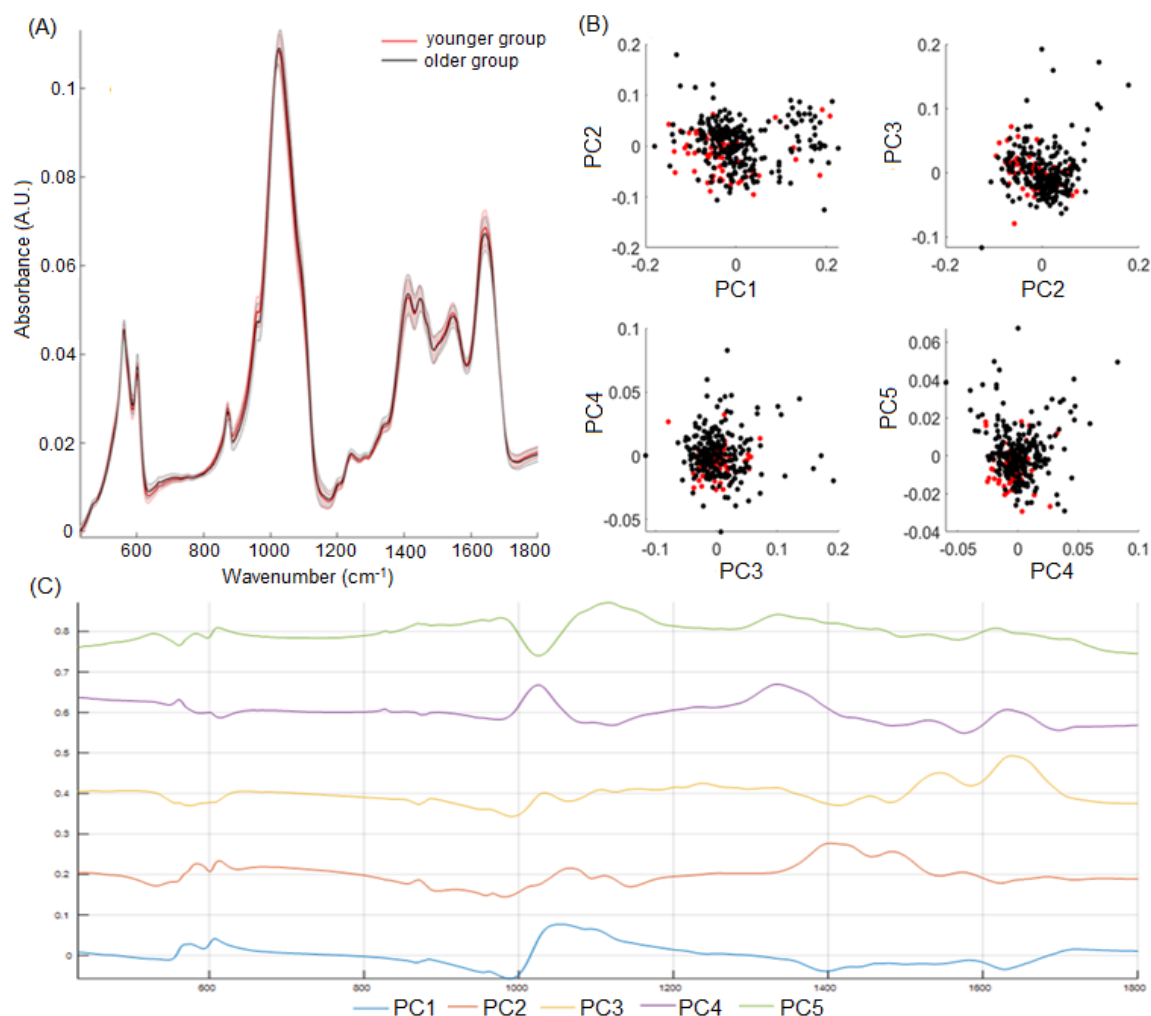 (A)
younger group
older group
0.1
0.08
0.06
0.04
0.02
0
Absorbance (A.U.)
600 800 1000 1200 1400 1600 1800
Wavenumber (cm-1)
(B)
0.2
0.1
0
-0.1
-0.2
PC2
-0.2 0 0.2
PC1
0.2
0.1
0
-0.1
PC3
-0.2 0 0.2
PC2
0.1
0.05
0
-0.05
PC4
-0.1 0 0.1 0.2
PC3
0.06
0.04
0.02
0
-0.02
-0.04
PC5
-0.05 0 0.05 0.1
PC4
(C)
0.8
0.7
0.6
0.5
0.4
0.3
0.2
0.1
0
600 800 1000 1200 1400 1600 1800
PC1 PC2 PC3 PC4 PC5